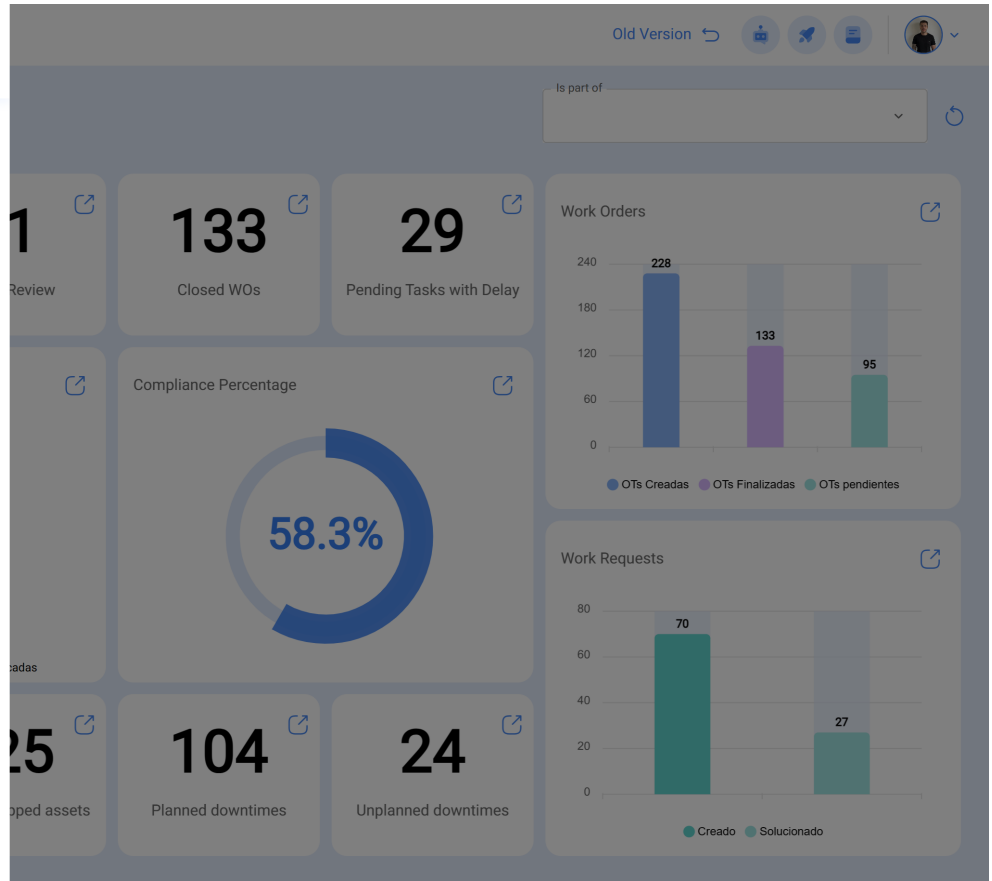 Old Version
Is part of
1
Review
133
Closed WOs
29
Pending Tasks with Delay
Work Orders
240
180
120
60
0
228
133
95
OTs Creadas
OTs Finalizadas
OTs pendientes
cadas
Compliance Percentage
58.3%
Work Requests
80
60
40
20
0
70
27
Creado
Solucionado
25
pped assets
104
Planned downtimes
24
Unplanned downtimes